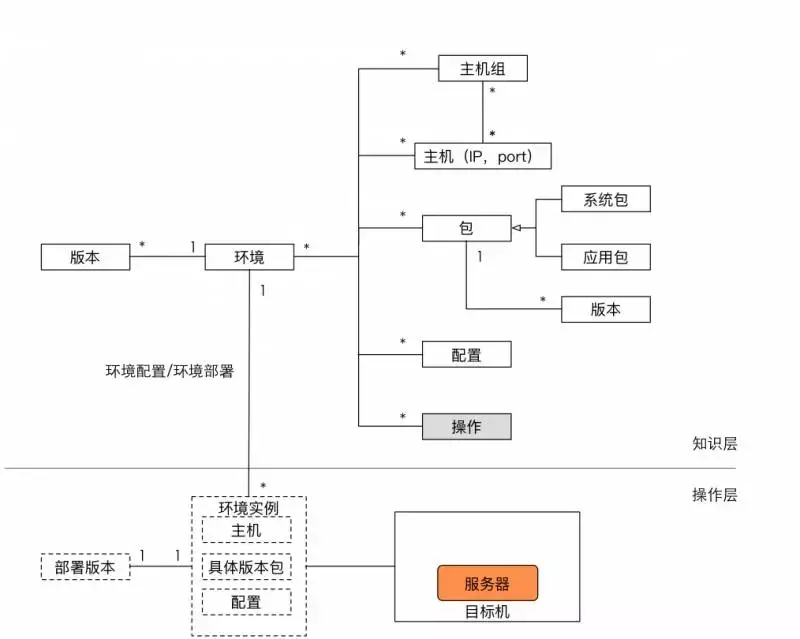 *
主机组
*
*
*
主机（IP，port）
系统包
*
包
*
1
*
版本
环境
1
应用包
1
*
版本
*
配置
环境配置/环境部署
*
操作
知识层
操作层
*
环境实例
主机
1
1
部署版本
具体版本包
服务器
配置
目标机